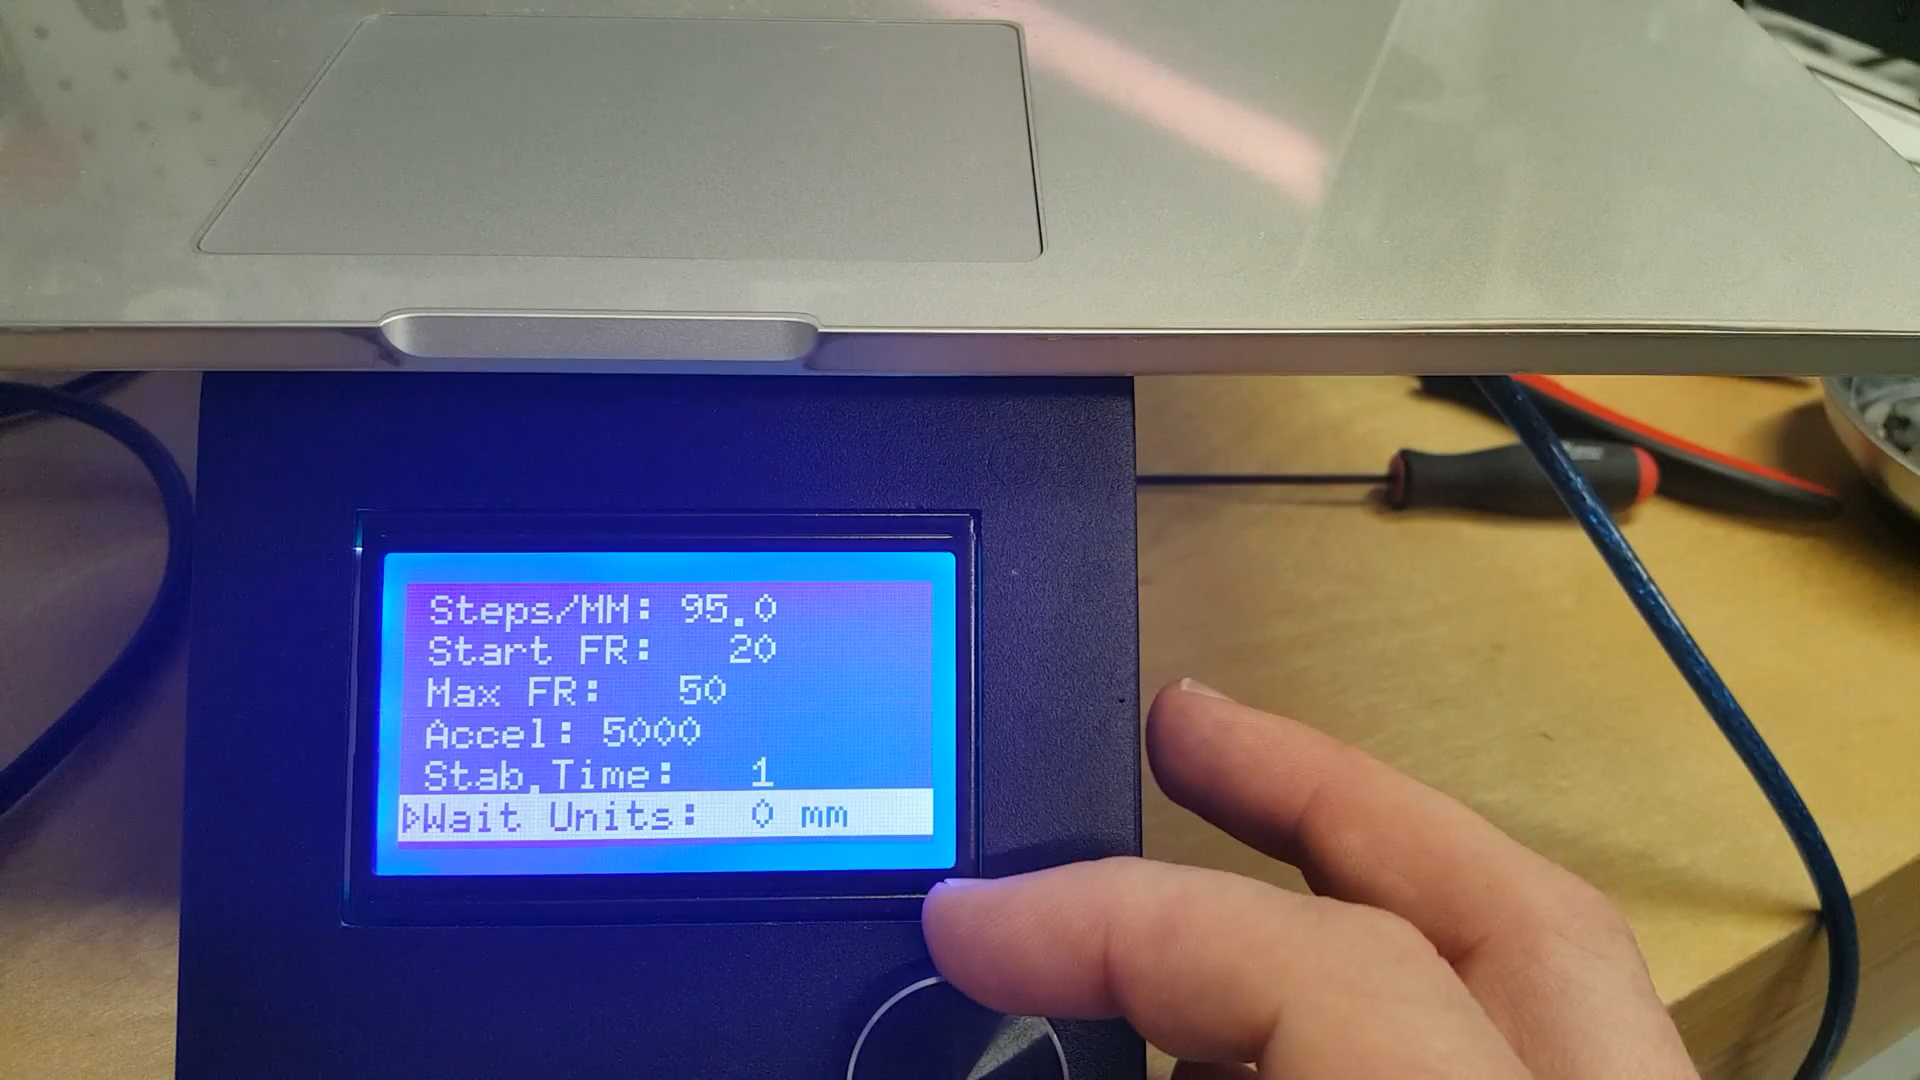 Steps/MM: 95.0
Start FR: 20
Max FR: 50
Accel: 5000
Stab.Time: 1
▷Wait Units: 0 mm